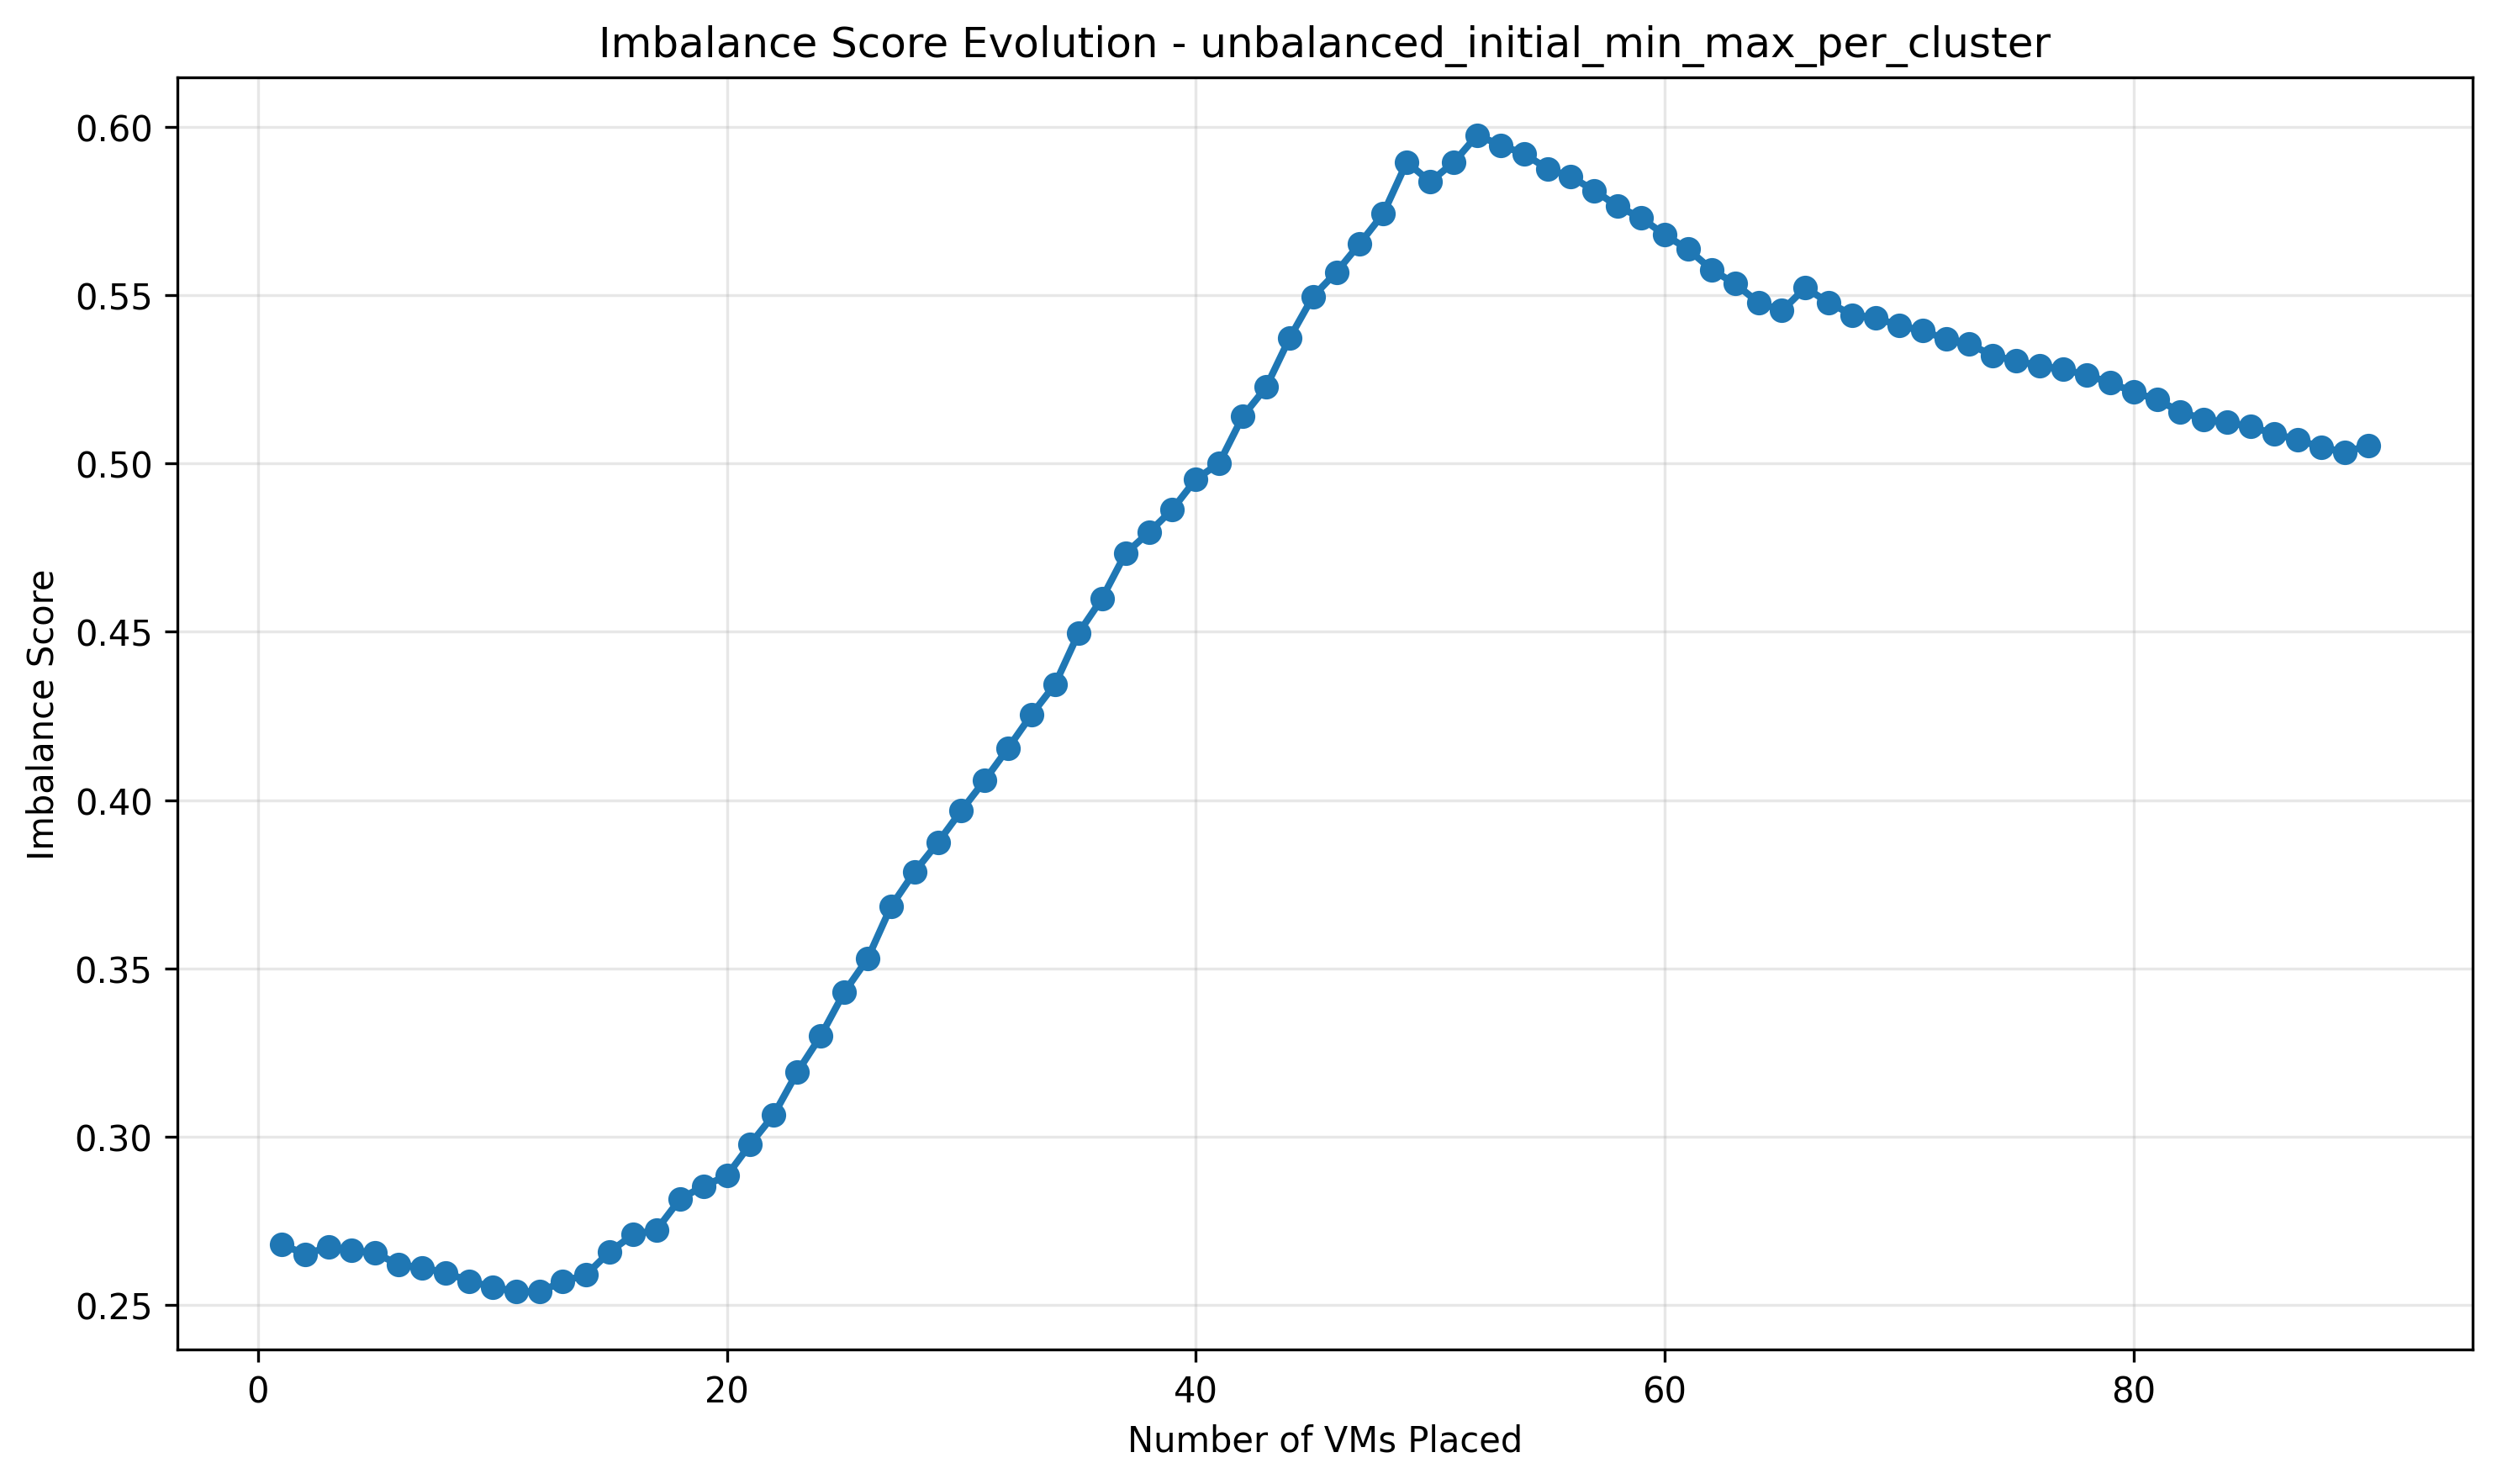 Imbalance Score Evolution - unbalanced_initial_min_max_per_cluster
0.60
0.55
0.50
0.45
0.40
0.35
0.30
0.25
Imbalance Score
0 20 40 60 80
Number of VMs Placed